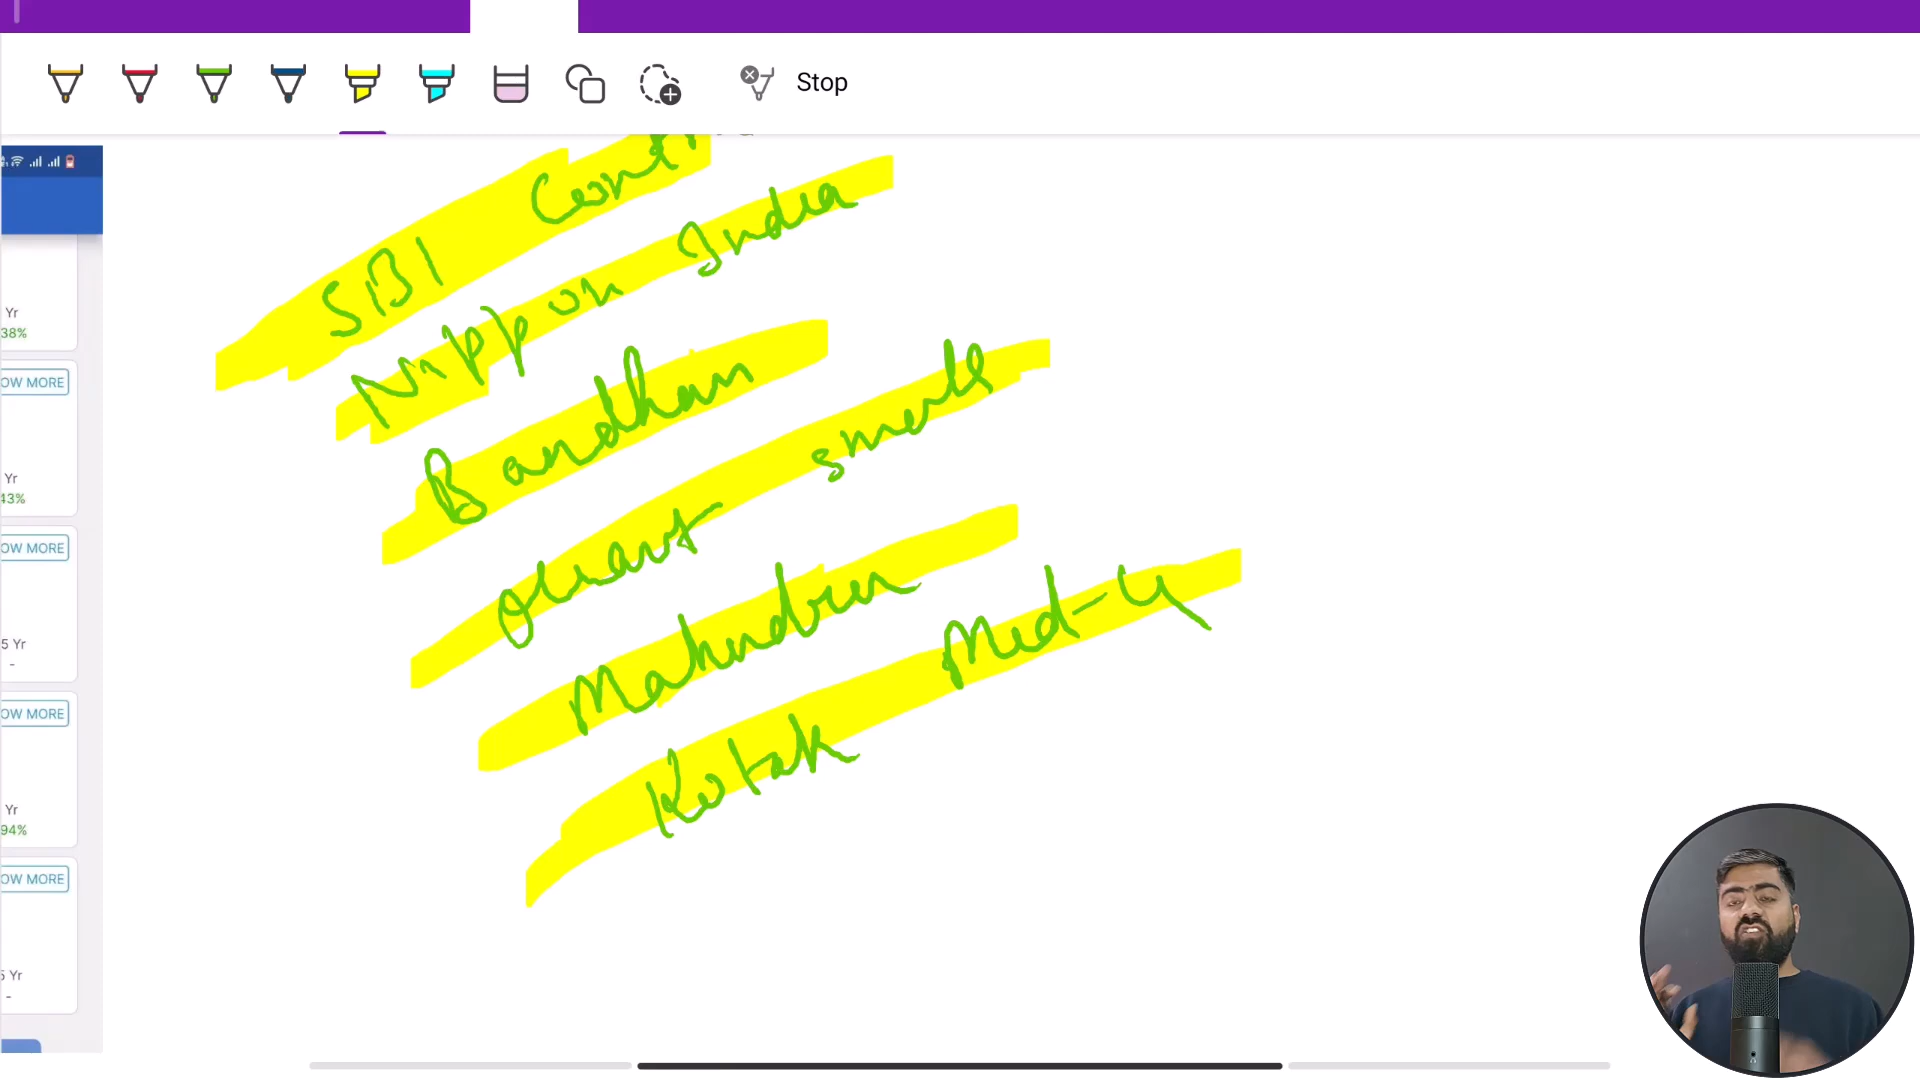 Stop
SBI Cont
Nippon India
Bandhan
Quant small
Mahindra
Kotak Mid-
Yr
38%
OW MORE
Yr
43%
OW MORE
5 Yr
-
OW MORE
Yr
94%
OW MORE
5 Yr
-